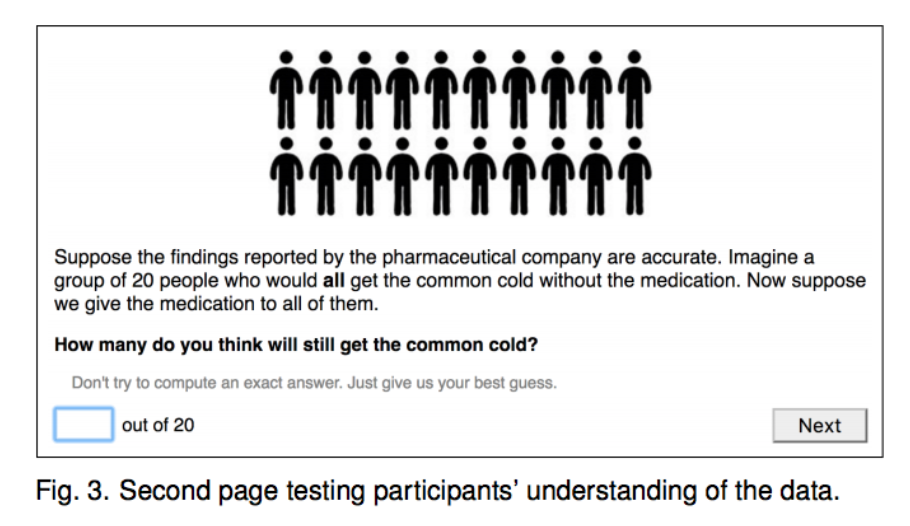 Suppose the findings reported by the pharmaceutical company are accurate. Imagine a
group of 20 people who would all get the common cold without the medication. Now suppose
we give the medication to all of them.
How many do you think will still get the common cold?
Don't try to compute an exact answer. Just give us your best guess.
out of 20
Next
Fig. 3. Second page testing participants' understanding of the data.